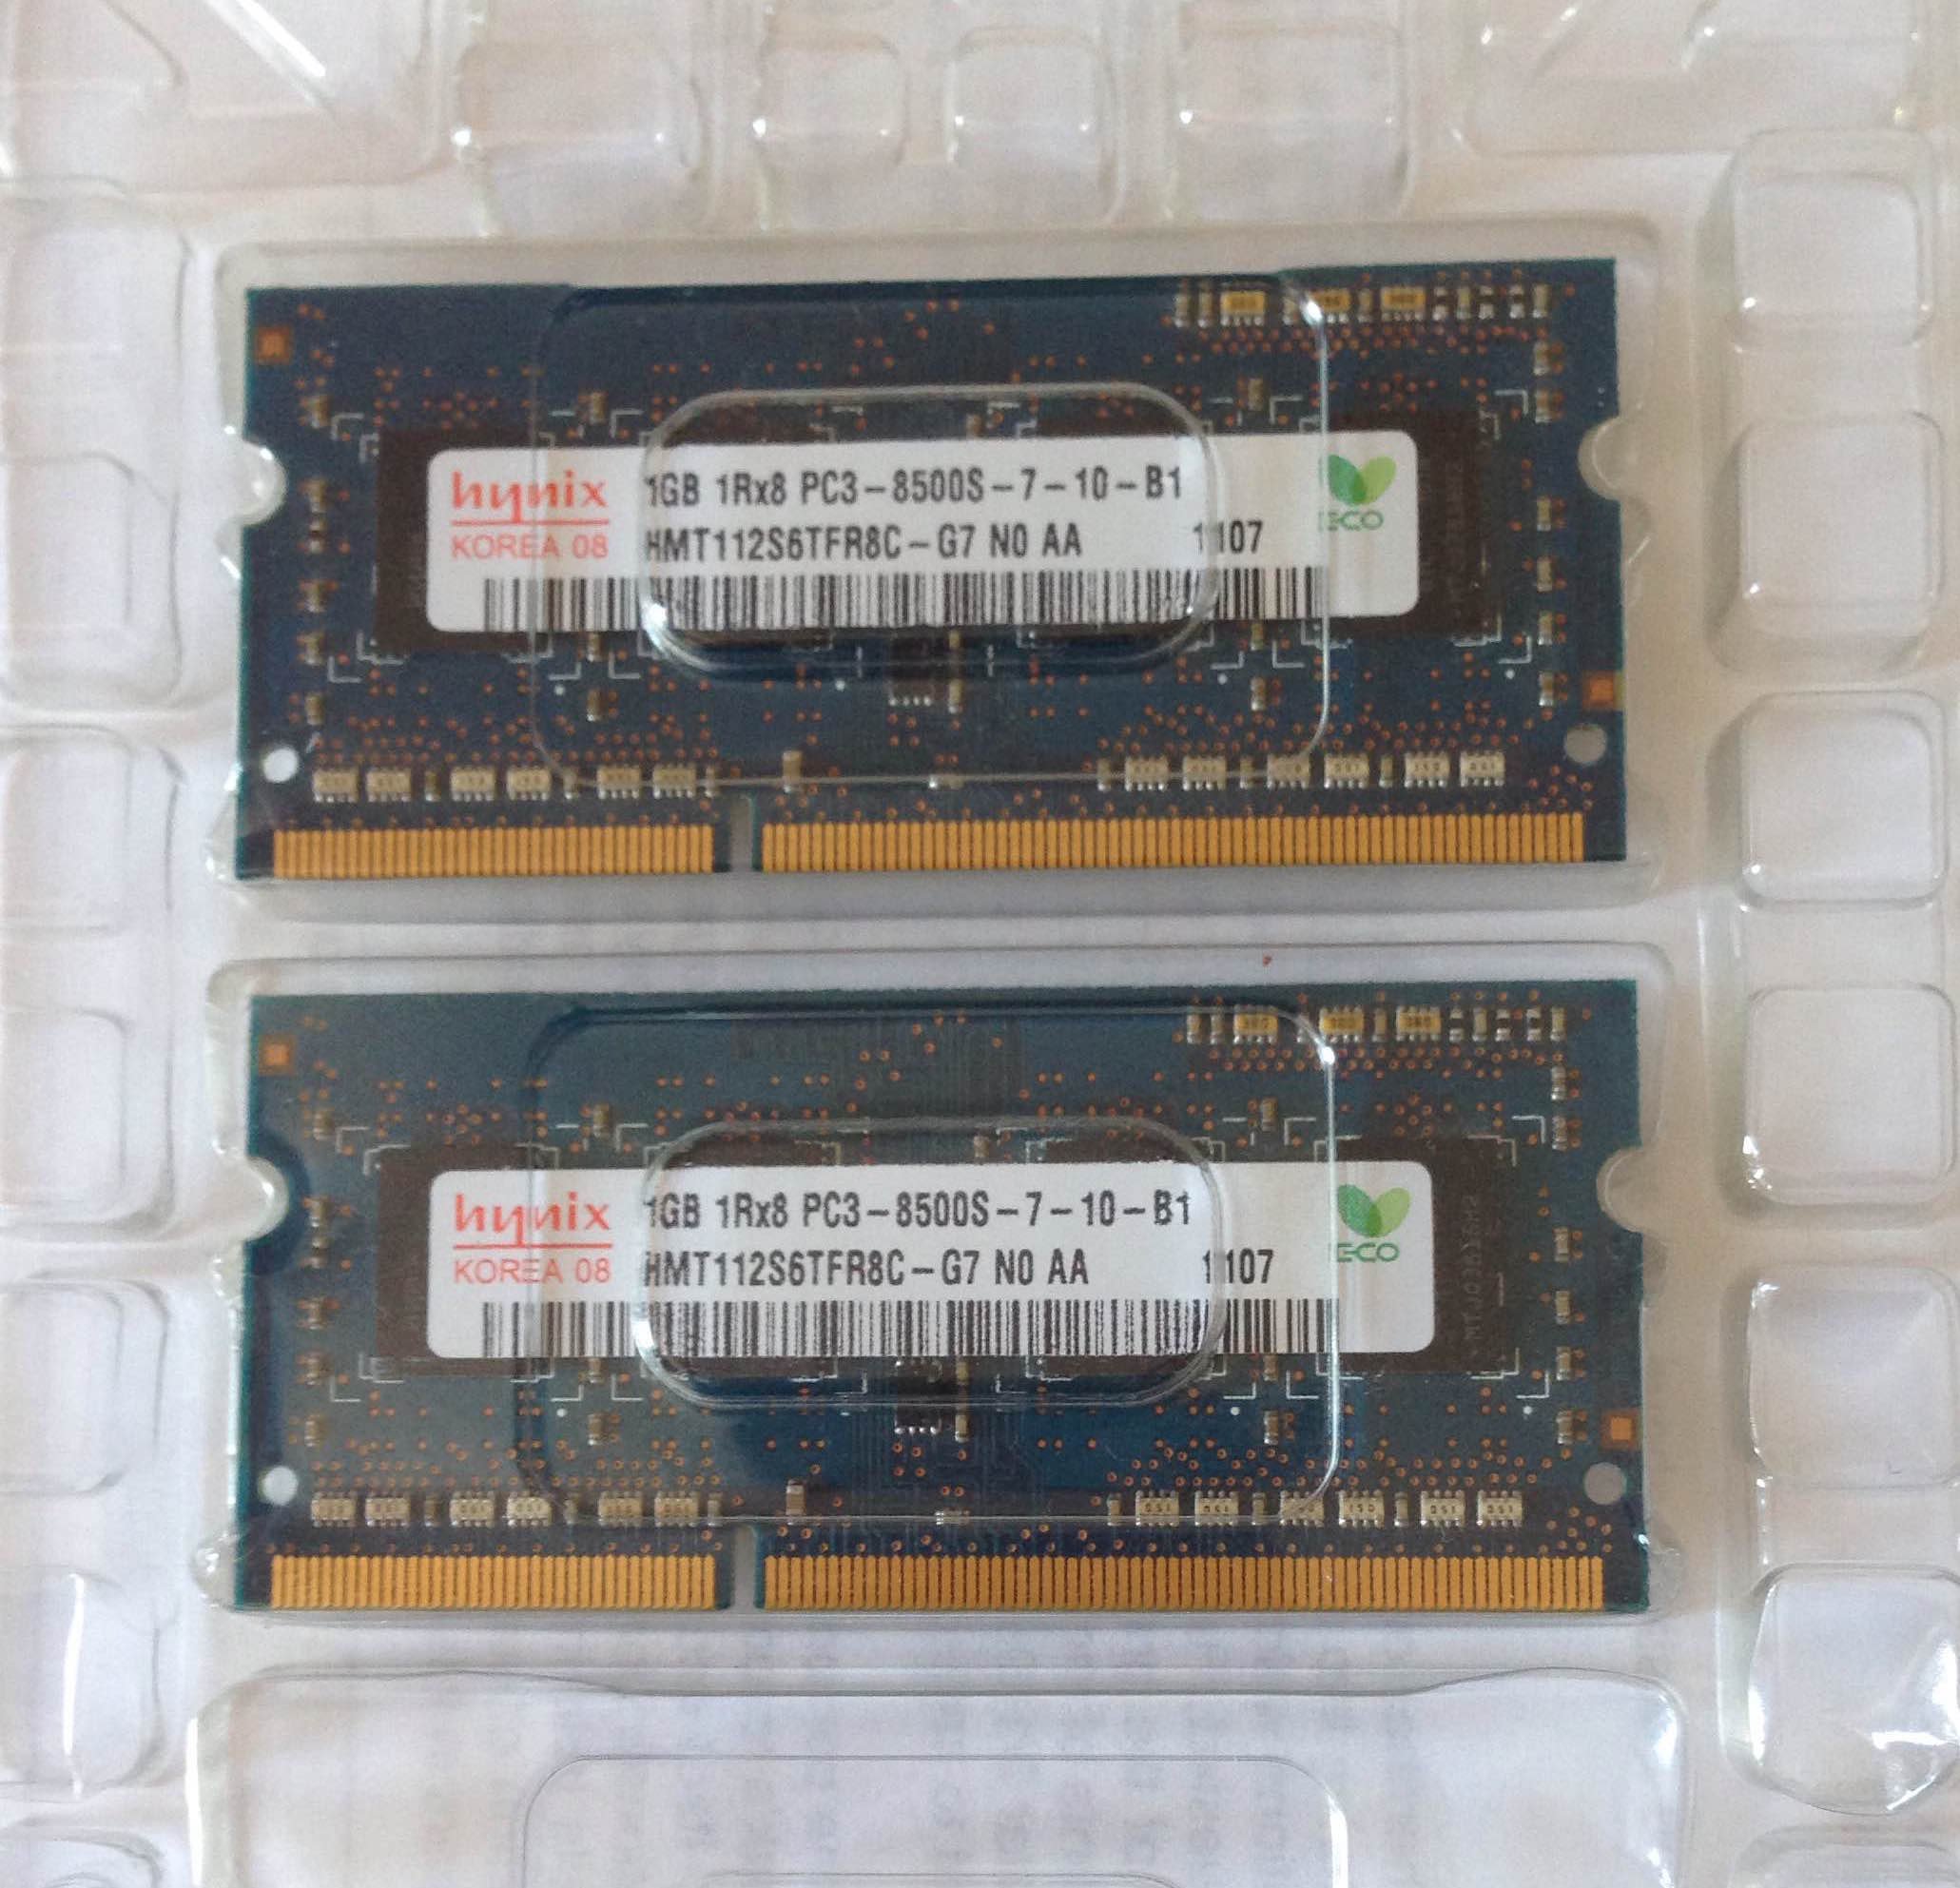 hynix
KOREA 08
1GB 1Rx8 PC3-8500S-7-10-B1
HMT112S6TFR8C-G7 N0 AA 1107
ECO
hynix
KOREA 08
1GB 1Rx8 PC3-8500S-7-10-B1
HMT112S6TFR8C-G7 N0 AA 1107
ECO